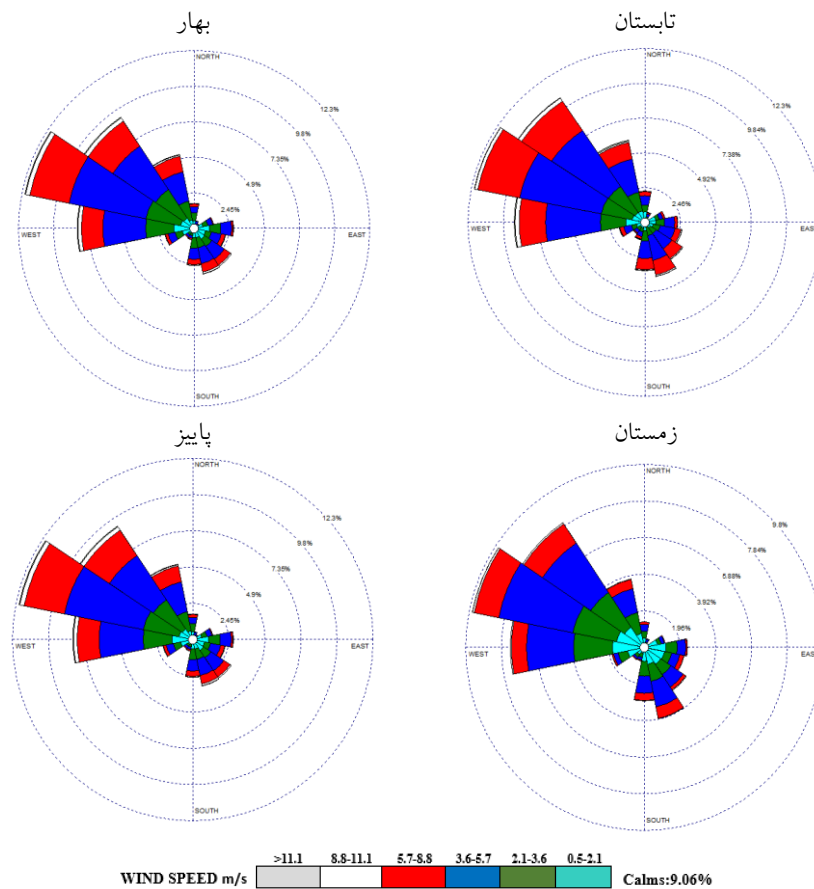 بهار
NORTH
12.3%
9.8%
7.35%
4.9%
2.45%
WEST
EAST
SOUTH
تابستان
NORTH
12.3%
9.84%
7.38%
4.92%
2.46%
WEST
EAST
SOUTH
پاییز
NORTH
12.3%
9.8%
7.35%
4.9%
2.45%
WEST
EAST
SOUTH
زمستان
NORTH
9.8%
7.84%
5.88%
3.92%
1.96%
WEST
EAST
SOUTH
>11.1 8.8-11.1 5.7-8.8 3.6-5.7 2.1-3.6 0.5-2.1
WIND SPEED m/s Calms:9.06%